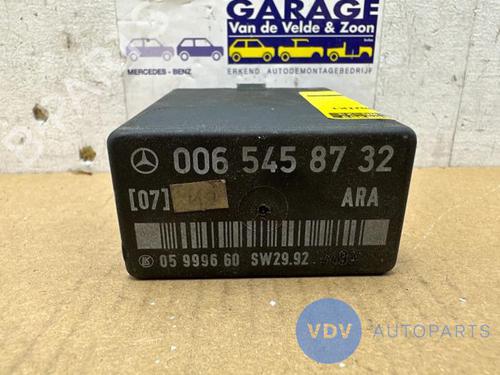 GARAGE
Van de Velde & Zoon
MERCEDES - BENZ
ERKEND AUTODEMONTAGEBEDRIJF
006 545 87 32
[07] ARA
05 9996 60 SW29.92
VDV AUTOPARTS